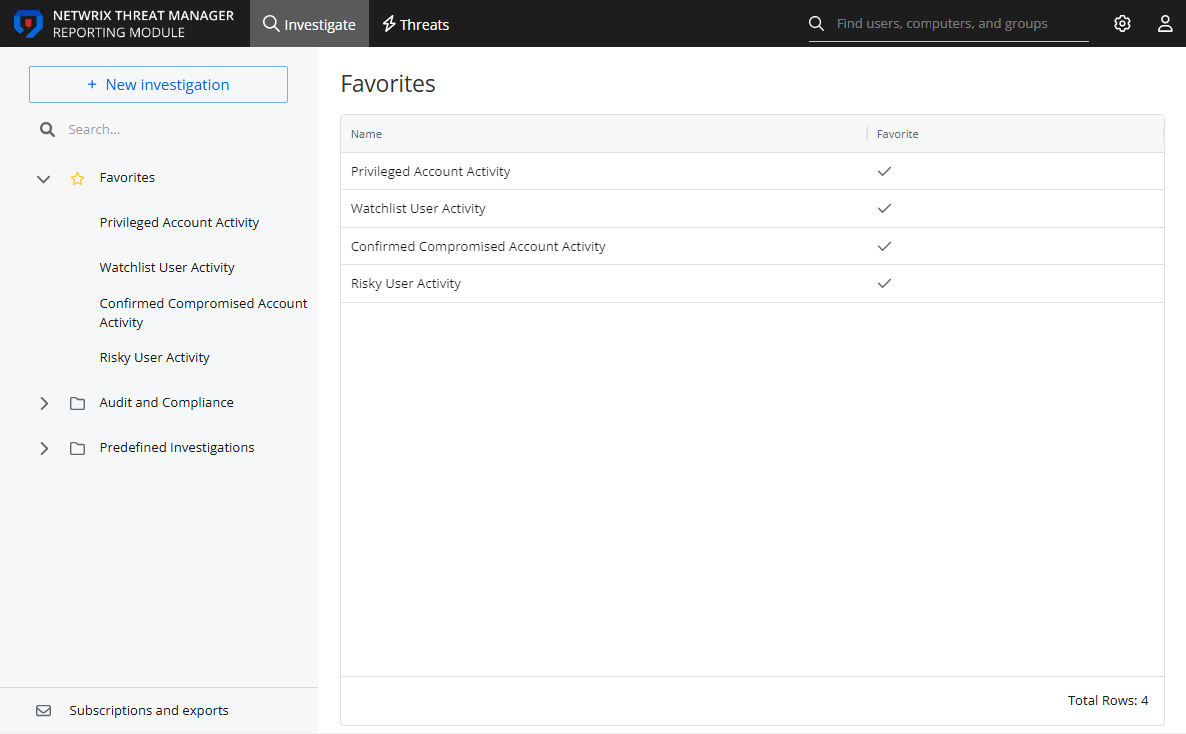 NETWRIX THREAT MANAGER
REPORTING MODULE
Investigate
Threats
Find users, computers, and groups
+ New investigation
Search...
Favorites
Privileged Account Activity
Watchlist User Activity
Confirmed Compromised Account
Activity
Risky User Activity
Audit and Compliance
Predefined Investigations
Subscriptions and exports
Favorites
Name Favorite
Privileged Account Activity
Watchlist User Activity
Confirmed Compromised Account Activity
Risky User Activity
Total Rows: 4